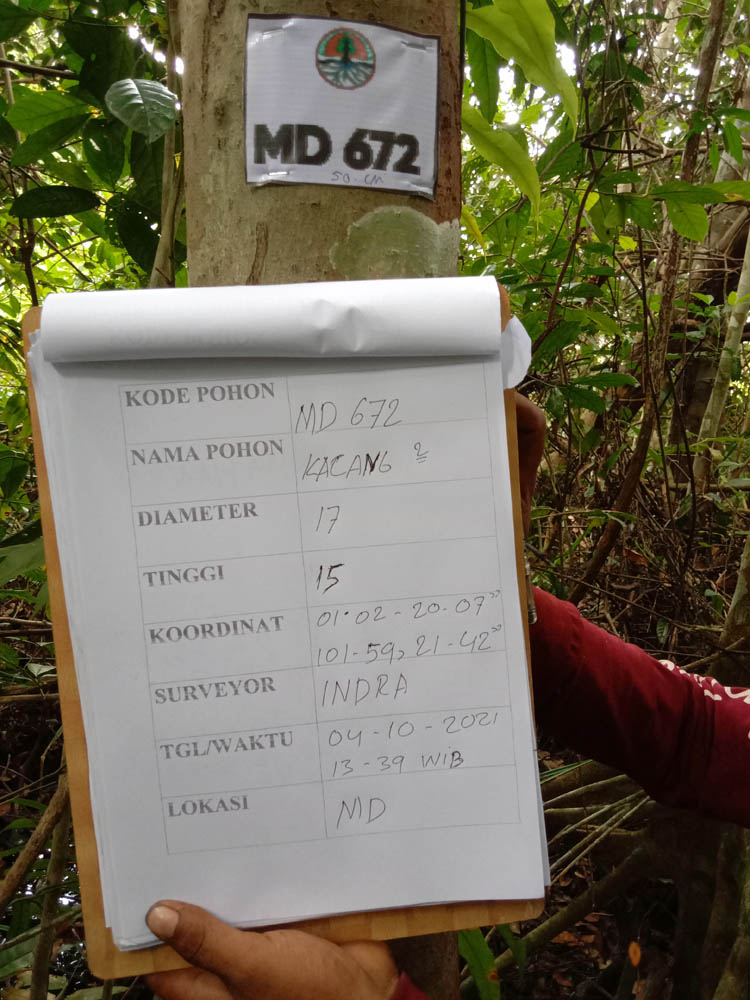 MD 672
50 CM
KODE POHON MD 672
NAMA POHON KACANG 2
DIAMETER 17
TINGGI 15
KOORDINAT 01·02-20·07"
101-59, 21-42"
SURVEYOR INDRA
TGL/WAKTU 04-10-2021
13-39 WIB
LOKASI MD